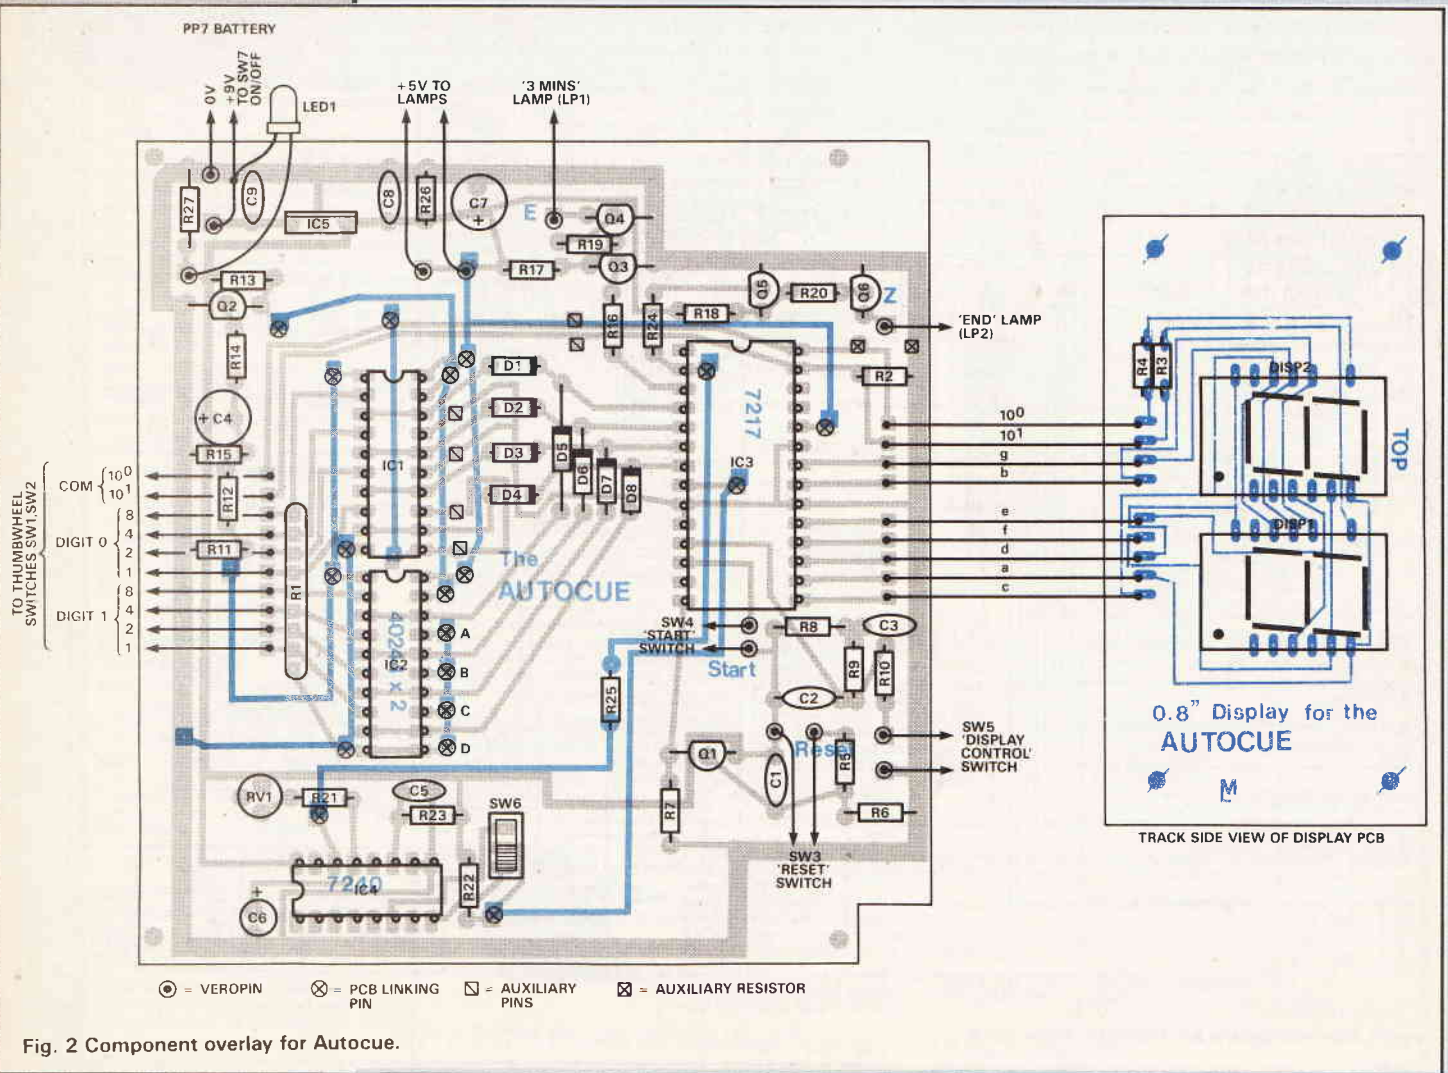 PP7 BATTERY
0V
+9V
TO SW7
ON/OFF
LED1
+5V TO
LAMPS
'3 MINS'
LAMP (LP1)
R27
C9
IC5
C8
R26
C7
+
E
Q4
R19
Q3
R17
R13
Q2
R14
R16
R24
R18
Q5
R20
Q6
Z
'END' LAMP
(LP2)
R2
+ C4
R15
R12
R11
R1
IC1
D1
D2
D3
D4
D5
D6
D7
D8
7217
IC3
TO THUMBWHEEL
SWITCHES SW1, SW2
COM
10⁰
10¹
DIGIT 0
8
4
2
1
DIGIT 1
8
4
2
1
The
AUTOCUE
IC2
A
B
C
D
R25
SW4
'START'
SWITCH
Start
R8
C3
R9
R10
C2
Reset
R5
Q1
C1
R7
R6
SW5
'DISPLAY
CONTROL'
SWITCH
SW3
'RESET'
SWITCH
RV1
R21
C5
R23
SW6
7240
IC4
R22
+
C6
10⁰
10¹
g
b
e
f
d
a
c
R4
R3
DISP2
TOP
DISP1
0.8" Display for the
AUTOCUE
TRACK SIDE VIEW OF DISPLAY PCB
= VEROPIN
= PCB LINKING
PIN
= AUXILIARY
PINS
= AUXILIARY RESISTOR
Fig. 2 Component overlay for Autocue.